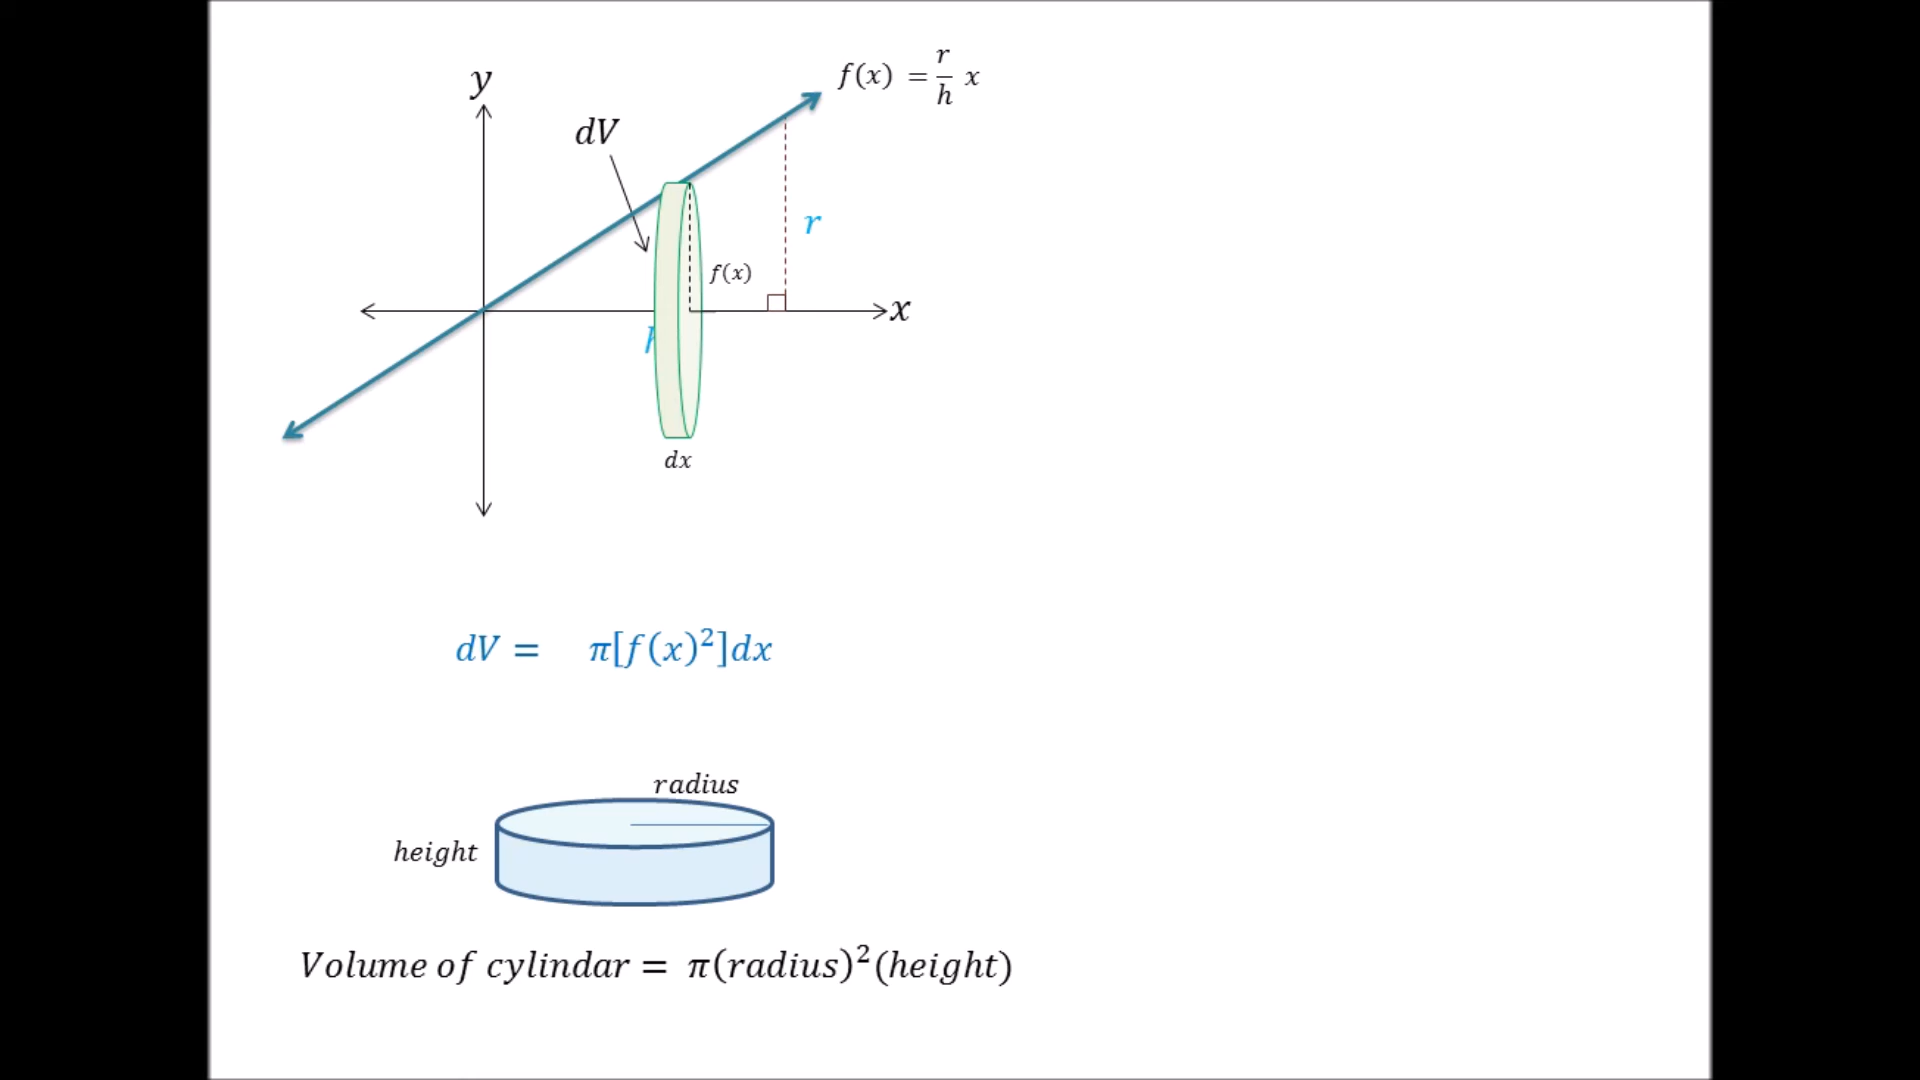 y
f(x) = r/h x
dV
r
f(x)
x
dx
dV = π[f(x)²]dx
radius
height
Volume of cylindar = π(radius)²(height)